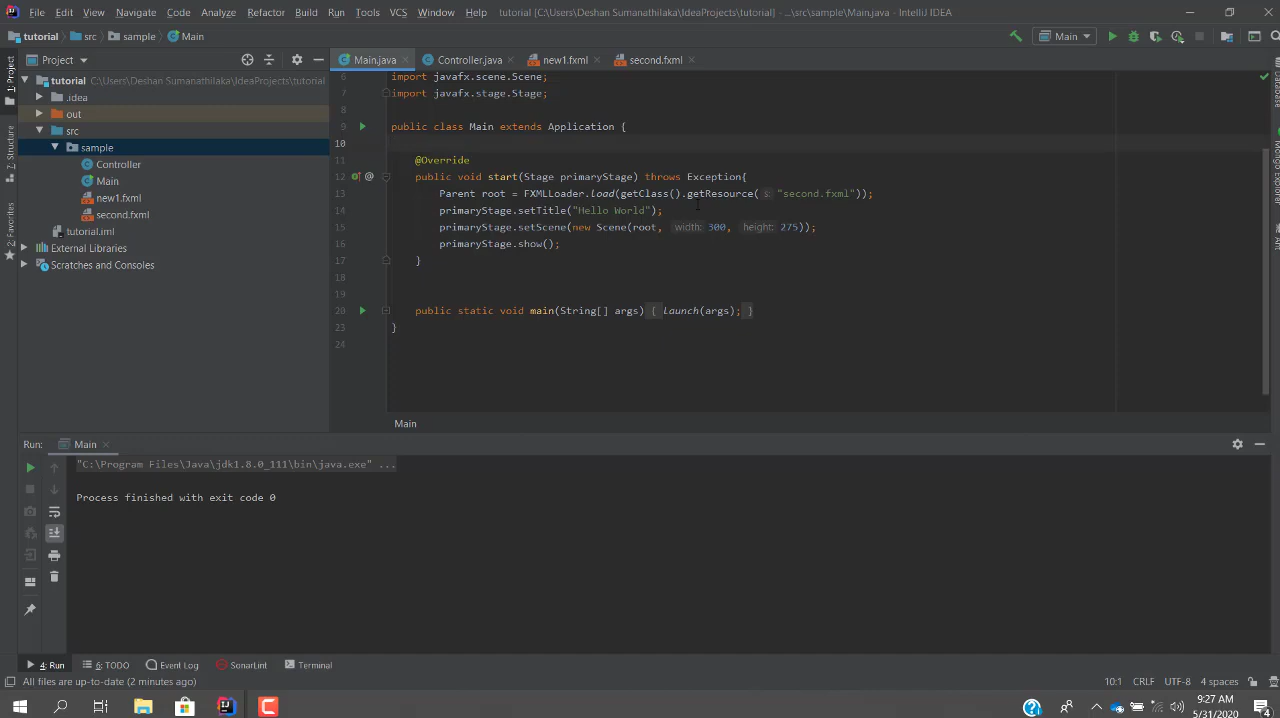 File Edit View Navigate Code Analyze Refactor Build Run Tools VCS Window Help tutorial [C:\Users\Deshan Sumanathilaka\IdeaProjects\tutorial] - ...\src\sample\Main.java - IntelliJ IDEA
tutorial src sample Main Main
1: Project
Project
Main.java Controller.java new1.fxml second.fxml
tutorial C:\Users\Deshan Sumanathilaka\IdeaProjects\tutorial
.idea
out
src
sample
Controller
Main
new1.fxml
second.fxml
tutorial.iml
External Libraries
Scratches and Consoles
7: Structure
2: Favorites
6 import javafx.scene.Scene;
7 import javafx.stage.Stage;
8
9 public class Main extends Application {
10
11 @Override
12 @ public void start(Stage primaryStage) throws Exception{
13 Parent root = FXMLLoader.load(getClass().getResource( s: "second.fxml"));
14 primaryStage.setTitle("Hello World");
15 primaryStage.setScene(new Scene(root, width: 300, height: 275));
16 primaryStage.show();
17 }
18
19
20 public static void main(String[] args) { launch(args); }
23 }
24
Main
Database
Run: Main
"C:\Program Files\Java\jdk1.8.0_111\bin\java.exe" ...
Process finished with exit code 0
4: Run 6: TODO Event Log SonarLint Terminal
All files are up-to-date (2 minutes ago) 10:1 CRLF UTF-8 4 spaces
9:27 AM
5/31/2020
4